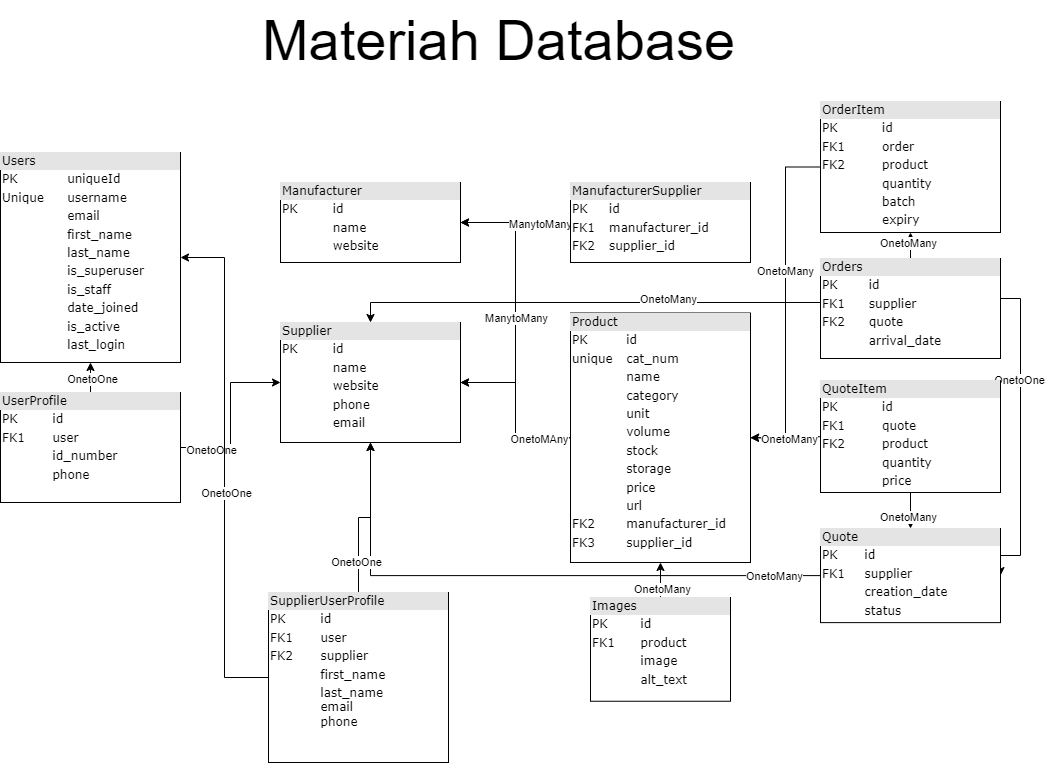 Materiah Database
Users
PK uniqueId
Unique username
email
first_name
last_name
is_superuser
is_staff
date_joined
is_active
last_login
OnetoOne
UserProfile
PK id
FK1 user
id_number
phone
OnetoOne
OnetoOne
Manufacturer
PK id
name
website
ManytoMany
ManufacturerSupplier
PK id
FK1 manufacturer_id
FK2 supplier_id
ManytoMany
OnetoMany
Supplier
PK id
name
website
phone
email
OnetoMAny
Product
PK id
unique cat_num
name
category
unit
volume
stock
storage
price
url
FK2 manufacturer_id
FK3 supplier_id
OnetoMany
Images
PK id
FK1 product
image
alt_text
OnetoOne
SupplierUserProfile
PK id
FK1 user
FK2 supplier
first_name
last_name
email
phone
OrderItem
PK id
FK1 order
FK2 product
quantity
batch
expiry
OnetoMany
OnetoMany
Orders
PK id
FK1 supplier
FK2 quote
arrival_date
OnetoOne
QuoteItem
PK id
FK1 quote
FK2 product
quantity
price
OnetoMany
OnetoMany
Quote
PK id
FK1 supplier
creation_date
status
OnetoMany